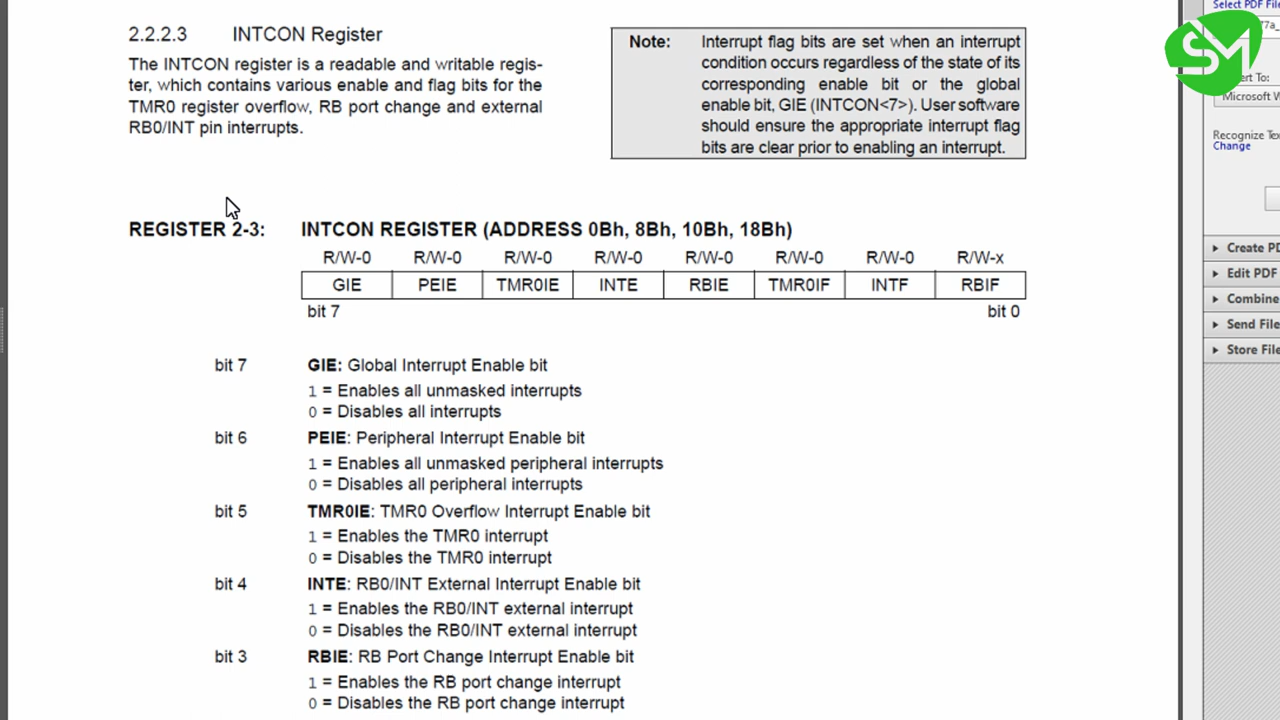 2.2.2.3 INTCON Register
The INTCON register is a readable and writable regis-
ter, which contains various enable and flag bits for the
TMR0 register overflow, RB port change and external
RB0/INT pin interrupts.
Note: Interrupt flag bits are set when an interrupt
condition occurs regardless of the state of its
corresponding enable bit or the global
enable bit, GIE (INTCON<7>). User software
should ensure the appropriate interrupt flag
bits are clear prior to enabling an interrupt.
REGISTER 2-3: INTCON REGISTER (ADDRESS 0Bh, 8Bh, 10Bh, 18Bh)
R/W-0 R/W-0 R/W-0 R/W-0 R/W-0 R/W-0 R/W-0 R/W-x
GIE PEIE TMR0IE INTE RBIE TMR0IF INTF RBIF
bit 7 bit 0
bit 7 GIE: Global Interrupt Enable bit
1 = Enables all unmasked interrupts
0 = Disables all interrupts
bit 6 PEIE: Peripheral Interrupt Enable bit
1 = Enables all unmasked peripheral interrupts
0 = Disables all peripheral interrupts
bit 5 TMR0IE: TMR0 Overflow Interrupt Enable bit
1 = Enables the TMR0 interrupt
0 = Disables the TMR0 interrupt
bit 4 INTE: RB0/INT External Interrupt Enable bit
1 = Enables the RB0/INT external interrupt
0 = Disables the RB0/INT external interrupt
bit 3 RBIE: RB Port Change Interrupt Enable bit
1 = Enables the RB port change interrupt
0 = Disables the RB port change interrupt
Select PDF File
SM
77a_
ert To:
Microsoft W
Recognize Tex
Change
Create PD
Edit PDF
Combine
Send File
Store File